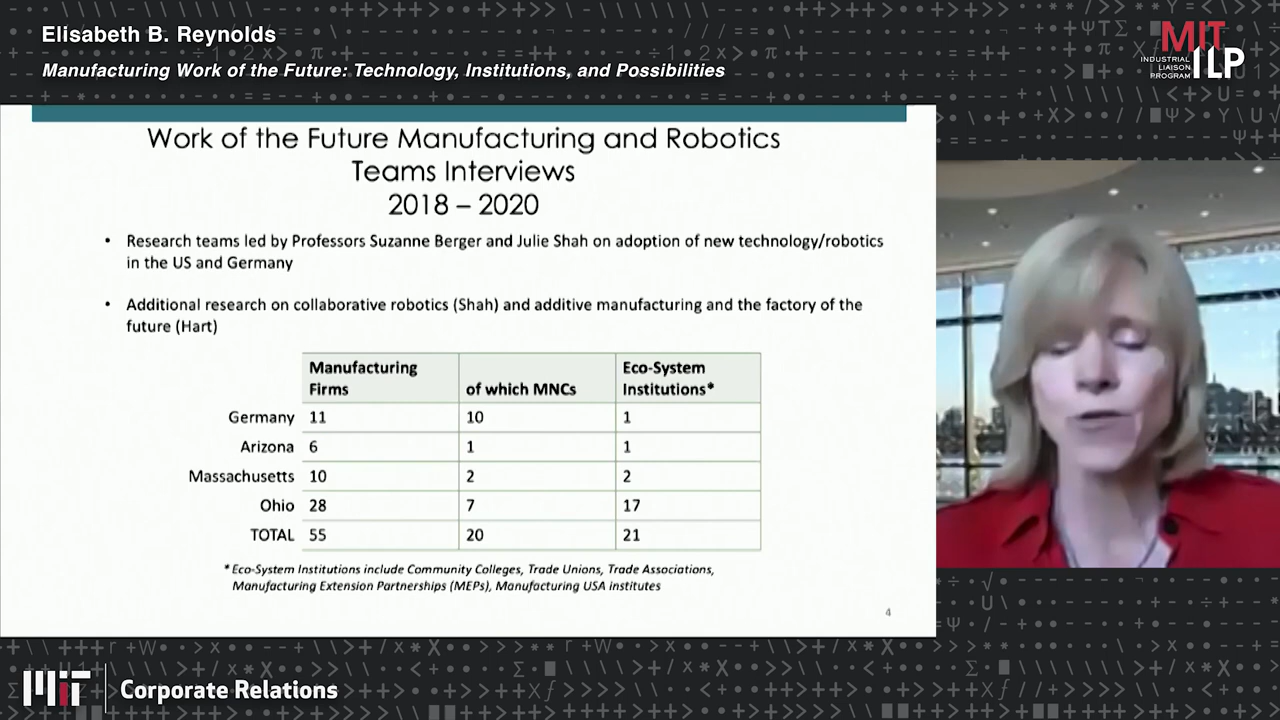 Elisabeth B. Reynolds
Manufacturing Work of the Future: Technology, Institutions, and Possibilities
MIT
INDUSTRIAL
LIAISON
PROGRAM
ILP
Work of the Future Manufacturing and Robotics
Teams Interviews
2018 – 2020
• Research teams led by Professors Suzanne Berger and Julie Shah on adoption of new technology/robotics
in the US and Germany
• Additional research on collaborative robotics (Shah) and additive manufacturing and the factory of the
future (Hart)
Manufacturing
Firms of which MNCs Eco-System
Institutions*
Germany 11 10 1
Arizona 6 1 1
Massachusetts 10 2 2
Ohio 28 7 17
TOTAL 55 20 21
* Eco-System Institutions include Community Colleges, Trade Unions, Trade Associations,
Manufacturing Extension Partnerships (MEPs), Manufacturing USA institutes
4
MIT Corporate Relations